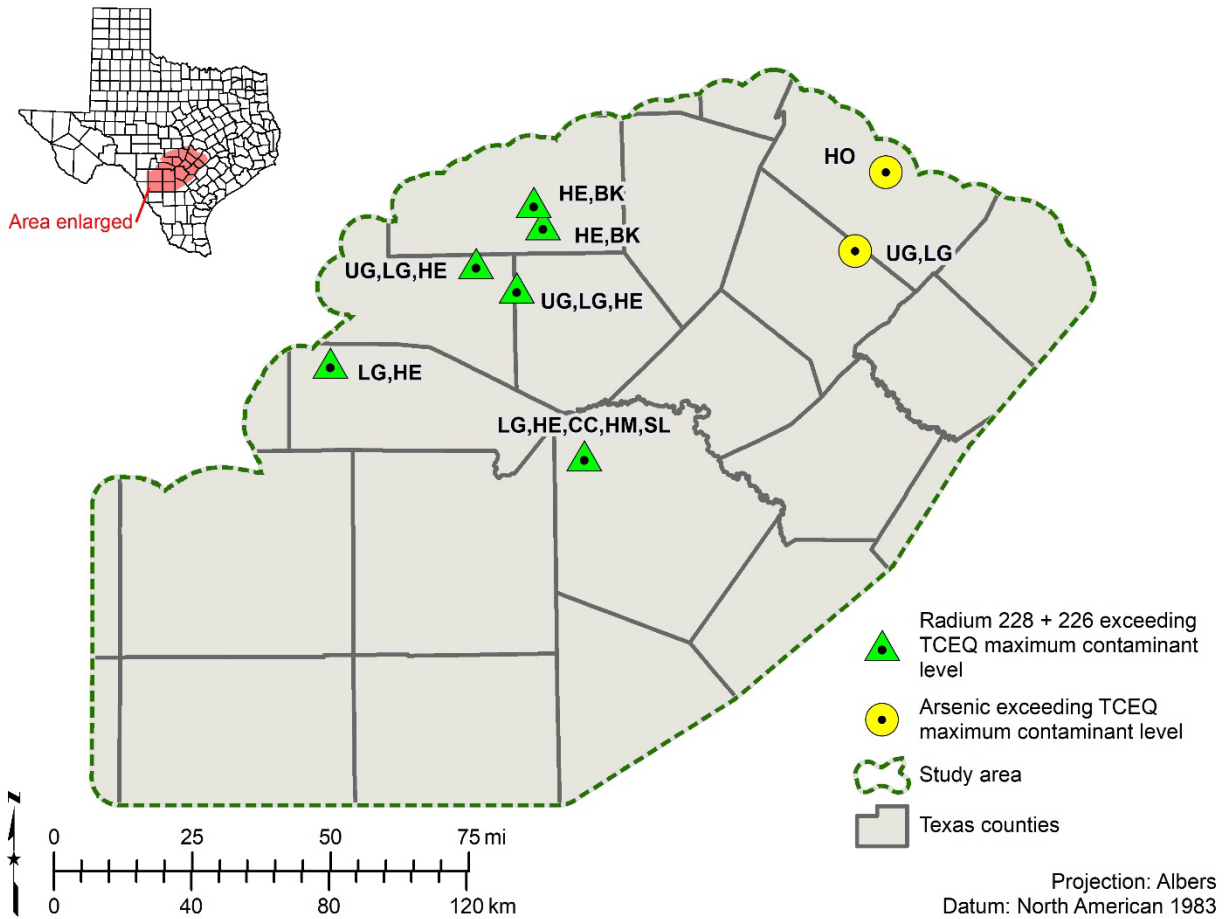 Area enlarged
HO
HE,BK
HE,BK
UG,LG
UG,LG,HE
UG,LG,HE
LG,HE
LG,HE,CC,HM,SL
Radium 228 + 226 exceeding
TCEQ maximum contaminant
level
Arsenic exceeding TCEQ
maximum contaminant level
Study area
Texas counties
N
0 25 50 75 mi
0 40 80 120 km
Projection: Albers
Datum: North American 1983